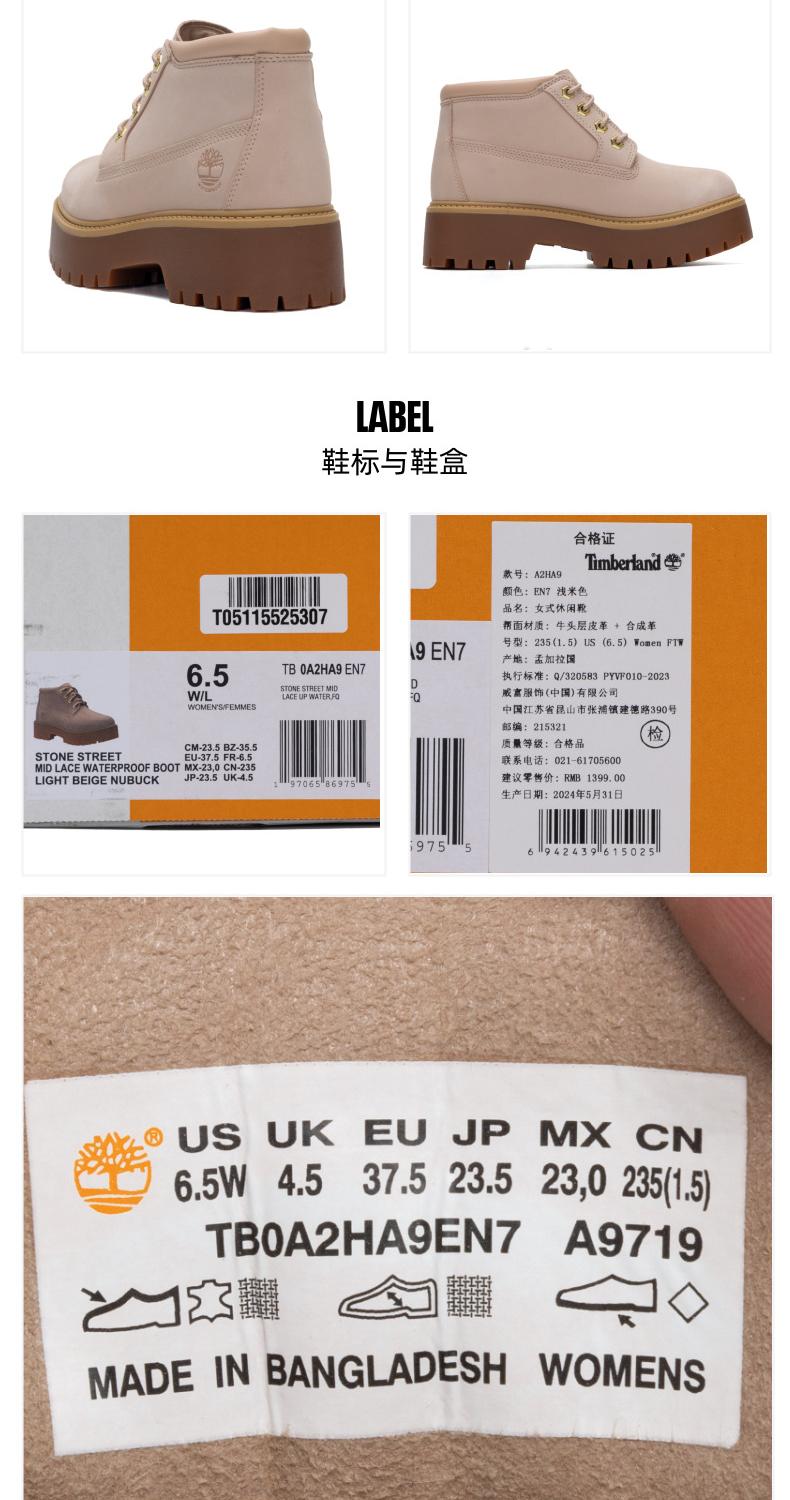 LABEL
鞋标与鞋盒
T05115525307
6.5
W/L
WOMEN'S/FEMMES
TB 0A2HA9 EN7
STONE STREET MID
LACE UP WATER,FQ
STONE STREET
MID LACE WATERPROOF BOOT
LIGHT BEIGE NUBUCK
CM-23.5 BZ-35.5
EU-37.5 FR-6.5
MX-23,0 CN-235
JP-23.5 UK-4.5
1 97065 86975 5
A9 EN7
D
FQ
5975 5
合格证
Timberland
款号: A2HA9
颜色: EN7 浅米色
品名: 女式休闲靴
帮面材质: 牛头层皮革 + 合成革
号型: 235(1.5) US (6.5) Women FTW
产地: 孟加拉国
执行标准: Q/320583 PYVF010-2023
威富服饰(中国)有限公司
中国江苏省昆山市张浦镇建德路390号
邮编: 215321
检
质量等级: 合格品
联系电话: 021-61705600
建议零售价: RMB 1399.00
生产日期: 2024年5月31日
6 942439 615025
® US UK EU JP MX CN
6.5W 4.5 37.5 23.5 23,0 235(1.5)
TB0A2HA9EN7 A9719
MADE IN BANGLADESH WOMENS